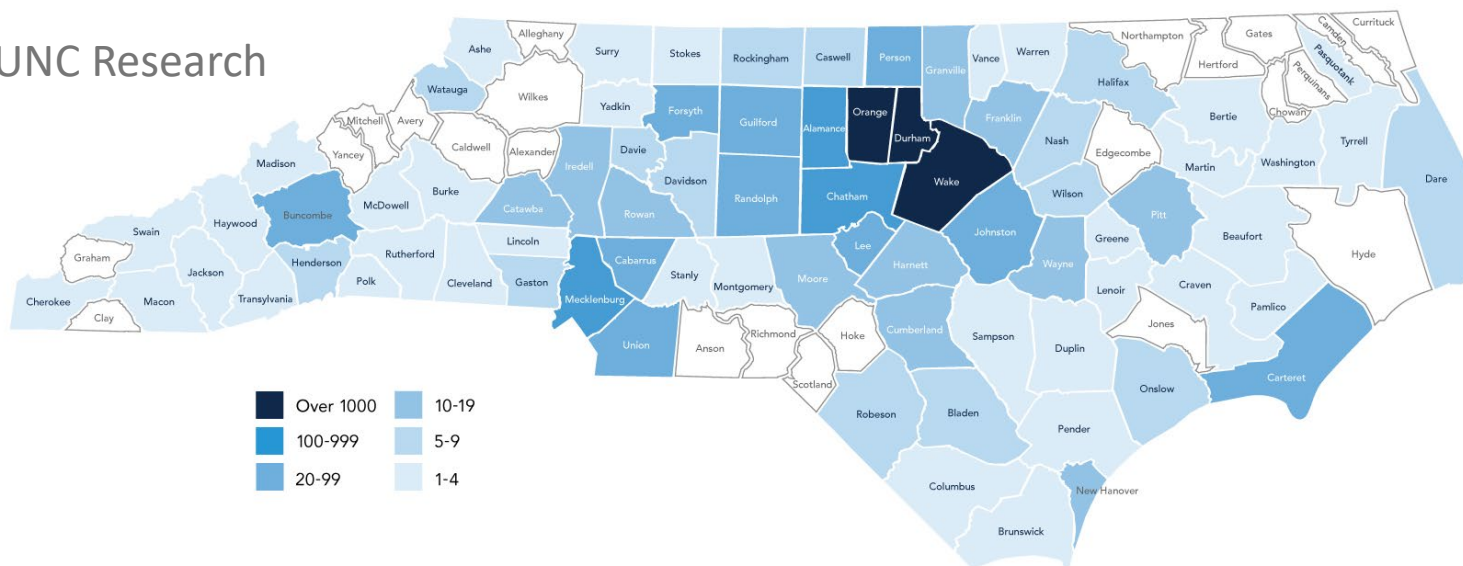 UNC Research
Ashe
Alleghany
Surry
Stokes
Rockingham
Caswell
Person
Granville
Vance
Warren
Northampton
Gates
Camden
Currituck
Hertford
Pasquotank
Perquimans
Halifax
Watauga
Wilkes
Yadkin
Forsyth
Guilford
Alamance
Orange
Durham
Franklin
Nash
Bertie
Chowan
Mitchell
Avery
Caldwell
Alexander
Yancey
Madison
Iredell
Davie
Davidson
Randolph
Chatham
Wake
Edgecombe
Martin
Washington
Tyrrell
Dare
Burke
McDowell
Catawba
Rowan
Wilson
Pitt
Buncombe
Haywood
Swain
Graham
Jackson
Henderson
Rutherford
Lincoln
Cabarrus
Lee
Johnston
Harnett
Wayne
Greene
Beaufort
Hyde
Cherokee
Macon
Clay
Transylvania
Polk
Cleveland
Gaston
Mecklenburg
Stanly
Montgomery
Moore
Lenoir
Craven
Pamlico
Union
Anson
Richmond
Hoke
Scotland
Cumberland
Sampson
Duplin
Jones
Onslow
Carteret
Robeson
Bladen
Pender
Columbus
Brunswick
New Hanover
Over 1000
10-19
100-999
5-9
20-99
1-4